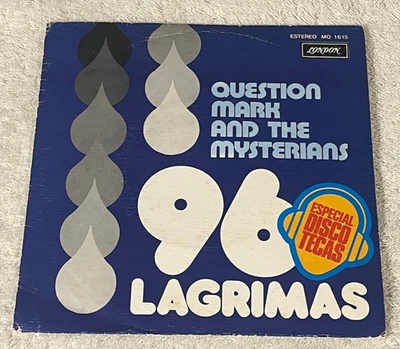 ESTEREO MO 1615
LONDON
QUESTION
MARK
AND THE
MYSTERIANS
96
LAGRIMAS
ESPECIAL
DISCO
TECAS